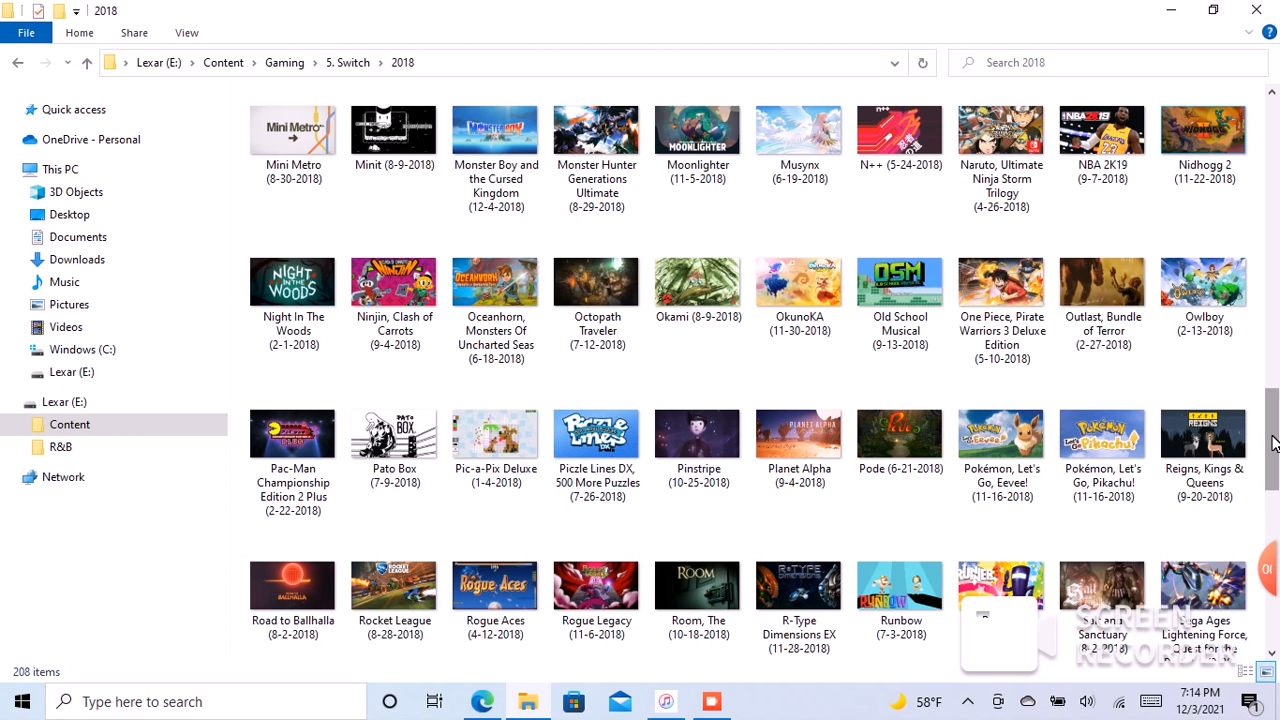 2018
File
Home
Share
View
Lexar (E:)
Content
Gaming
5. Switch
2018
Search 2018
Quick access
OneDrive - Personal
This PC
3D Objects
Desktop
Documents
Downloads
Music
Pictures
Videos
Windows (C:)
Lexar (E:)
Lexar (E:)
Content
R&B
Network
Mini Metro
(8-30-2018)
Minit (8-9-2018)
Monster Boy and
the Cursed
Kingdom
(12-4-2018)
Monster Hunter
Generations
Ultimate
(8-29-2018)
Moonlighter
(11-5-2018)
Musynx
(6-19-2018)
N++ (5-24-2018)
Naruto, Ultimate
Ninja Storm
Trilogy
(4-26-2018)
NBA 2K19
(9-7-2018)
Nidhogg 2
(11-22-2018)
Night In The
Woods
(2-1-2018)
Ninjin, Clash of
Carrots
(9-4-2018)
Oceanhorn,
Monsters Of
Uncharted Seas
(6-18-2018)
Octopath
Traveler
(7-12-2018)
Okami (8-9-2018)
OkunoKA
(11-30-2018)
Old School
Musical
(9-13-2018)
One Piece, Pirate
Warriors 3 Deluxe
Edition
(5-10-2018)
Outlast, Bundle
of Terror
(2-27-2018)
Owlboy
(2-13-2018)
Pac-Man
Championship
Edition 2 Plus
(2-22-2018)
Pato Box
(7-9-2018)
Pic-a-Pix Deluxe
(1-4-2018)
Piczle Lines DX,
500 More Puzzles
(7-26-2018)
Pinstripe
(10-25-2018)
Planet Alpha
(9-4-2018)
Pode (6-21-2018)
Pokémon, Let's
Go, Eevee!
(11-16-2018)
Pokémon, Let's
Go, Pikachu!
(11-16-2018)
Reigns, Kings &
Queens
(9-20-2018)
Road to Ballhalla
(8-2-2018)
Rocket League
(8-28-2018)
Rogue Aces
(4-12-2018)
Rogue Legacy
(11-6-2018)
Room, The
(10-18-2018)
R-Type
Dimensions EX
(11-28-2018)
Runbow
(7-3-2018)
Sanctuary
Sega Ages
Lightening Force,
Quest for the
SCREEN
RECORDER
208 items
Type here to search
58°F
7:14 PM
12/3/2021